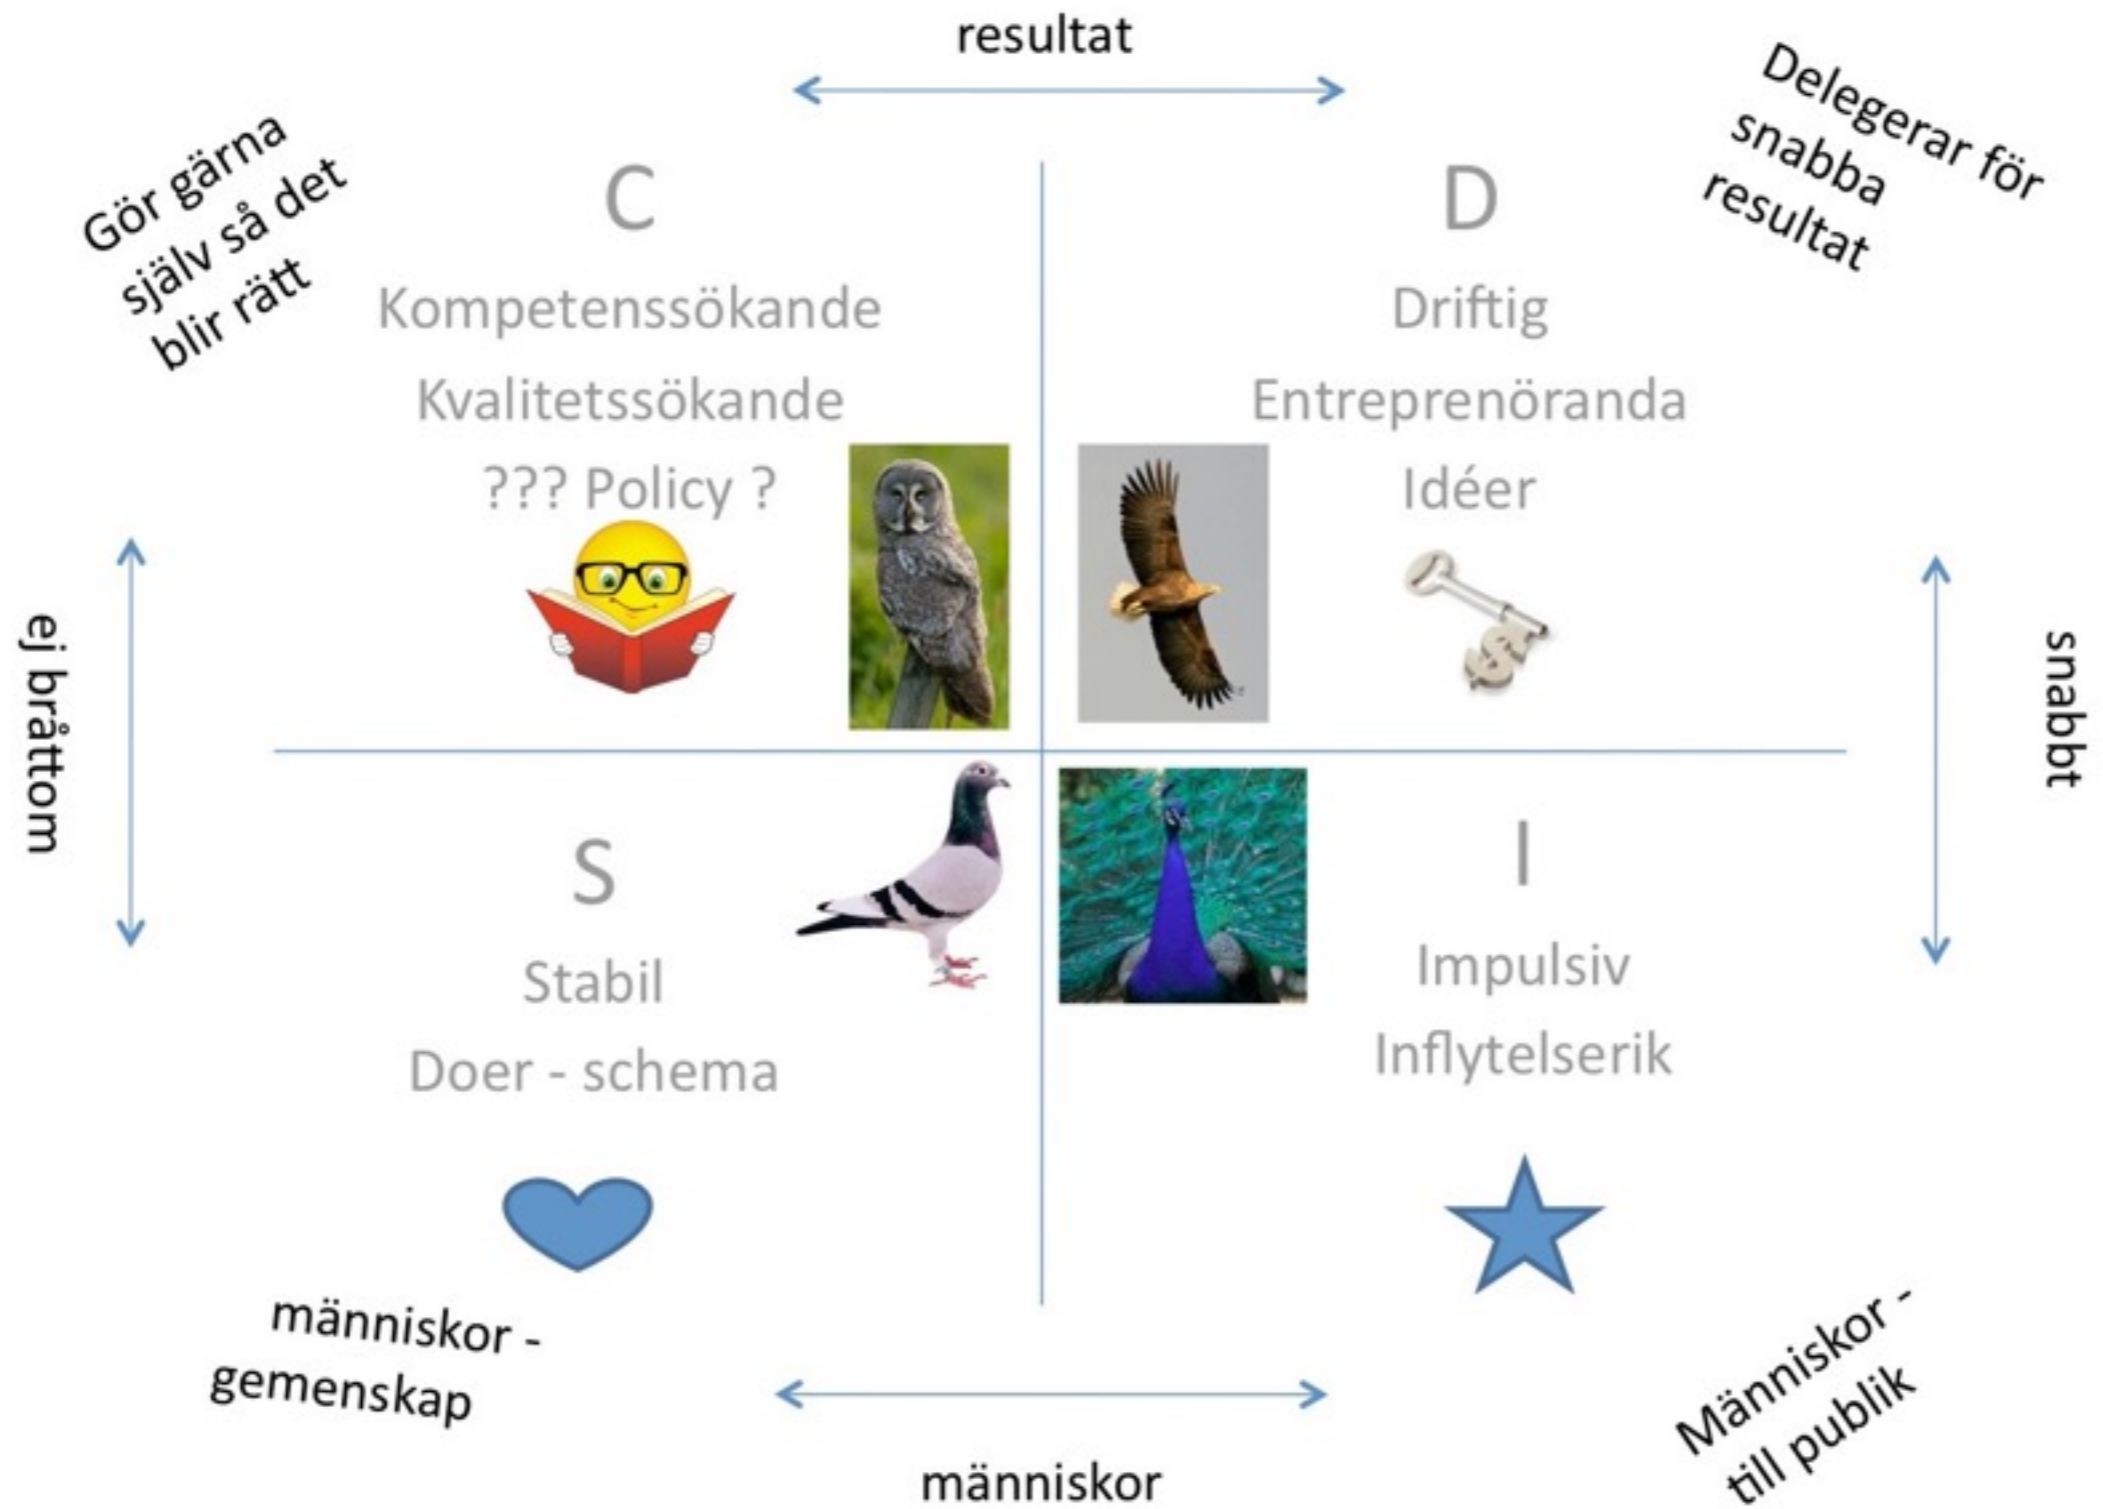 resultat
Gör gärna
själv så det
blir rätt
Delegerar för
snabba
resultat
C
Kompetenssökande
Kvalitetssökande
??? Policy ?
D
Driftig
Entreprenöranda
Idéer
$
ej bråttom
snabbt
S
Stabil
Doer - schema
I
Impulsiv
Inflytelserik
människor -
gemenskap
människor
Människor -
till publik